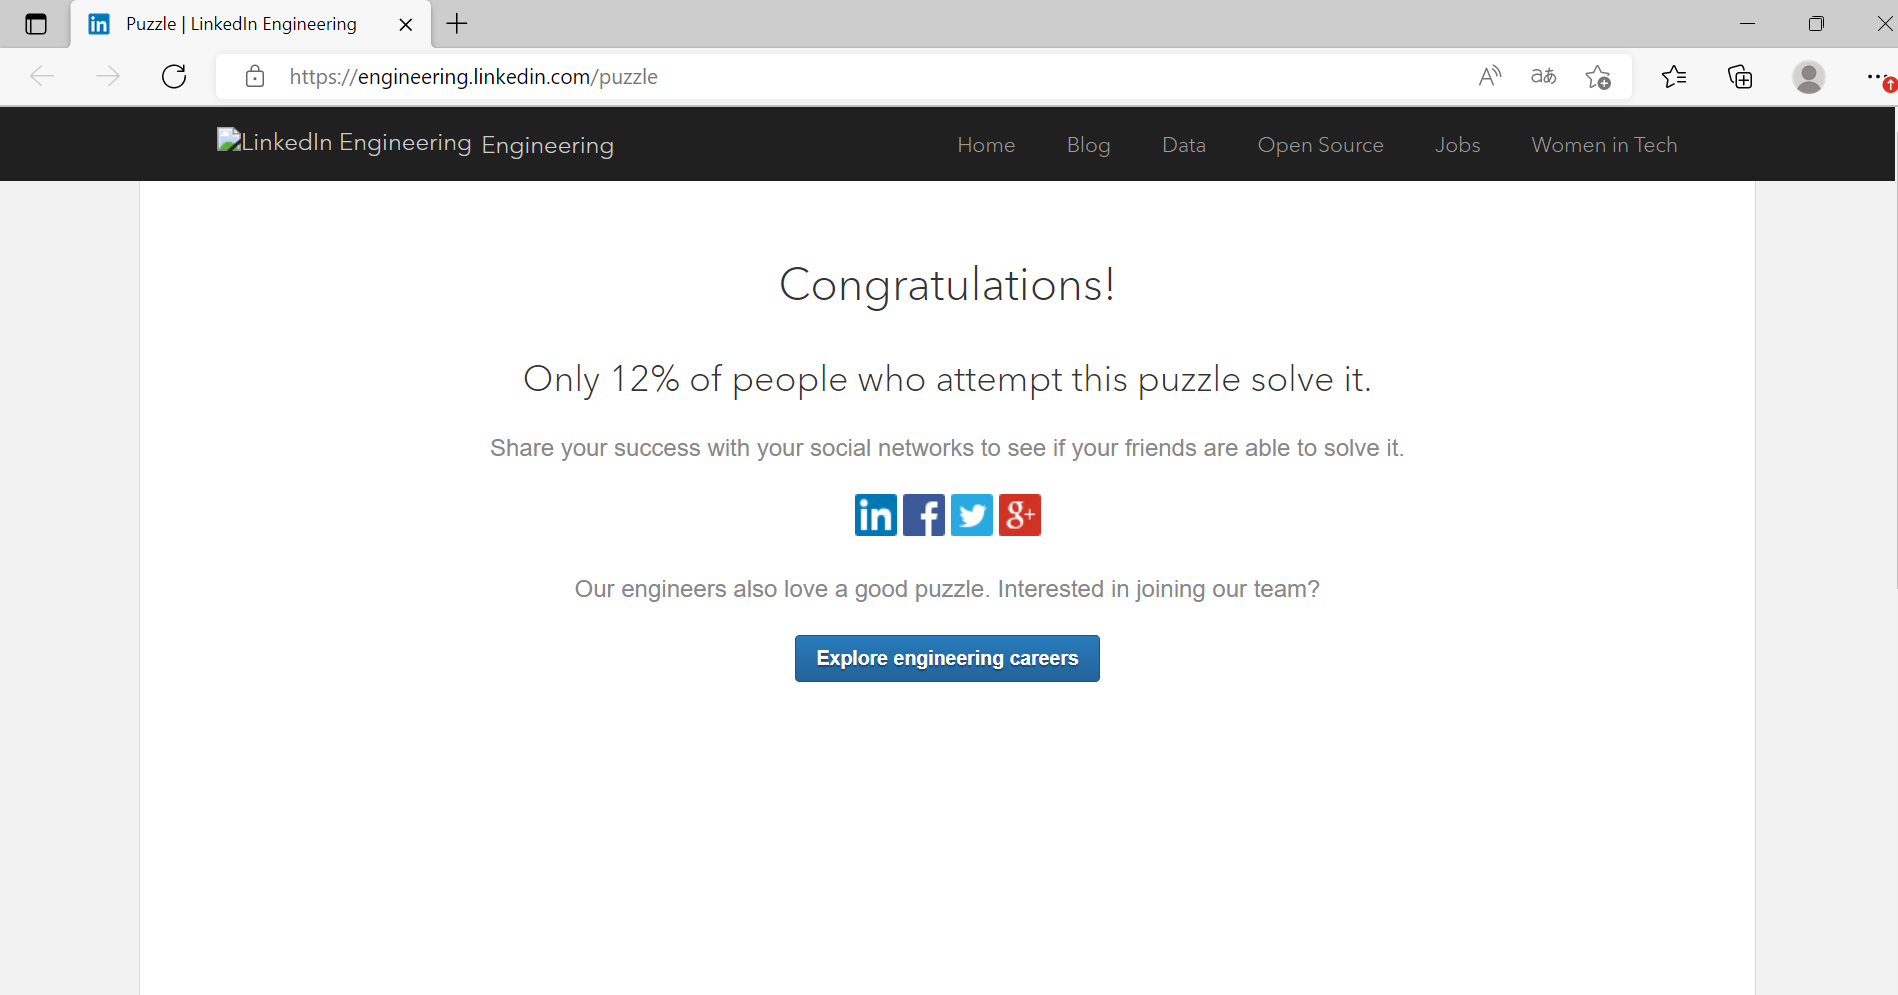 Puzzle | LinkedIn Engineering
https://engineering.linkedin.com/puzzle
A aあ
LinkedIn Engineering Engineering Home Blog Data Open Source Jobs Women in Tech
Congratulations!
Only 12% of people who attempt this puzzle solve it.
Share your success with your social networks to see if your friends are able to solve it.
in f g+
Our engineers also love a good puzzle. Interested in joining our team?
Explore engineering careers